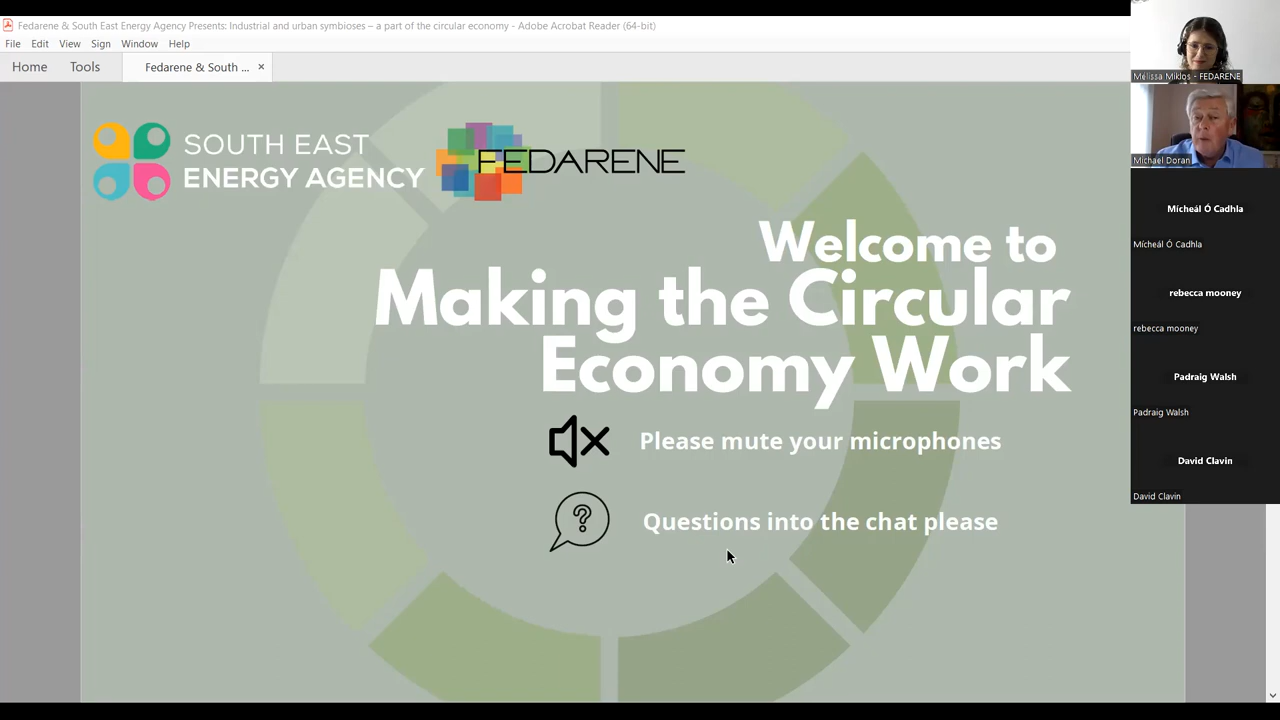 Fedarene & South East Energy Agency Presents: Industrial and urban symbioses – a part of the circular economy - Adobe Acrobat Reader (64-bit)
File Edit View Sign Window Help
Home Tools Fedarene & South ... ×
SOUTH EAST
ENERGY AGENCY
FEDARENE
Welcome to
Making the Circular
Economy Work
Please mute your microphones
Questions into the chat please
Mélissa Miklos - FEDARENE
Michael Doran
Mícheál Ó Cadhla
Mícheál Ó Cadhla
rebecca mooney
rebecca mooney
Padraig Walsh
Padraig Walsh
David Clavin
David Clavin